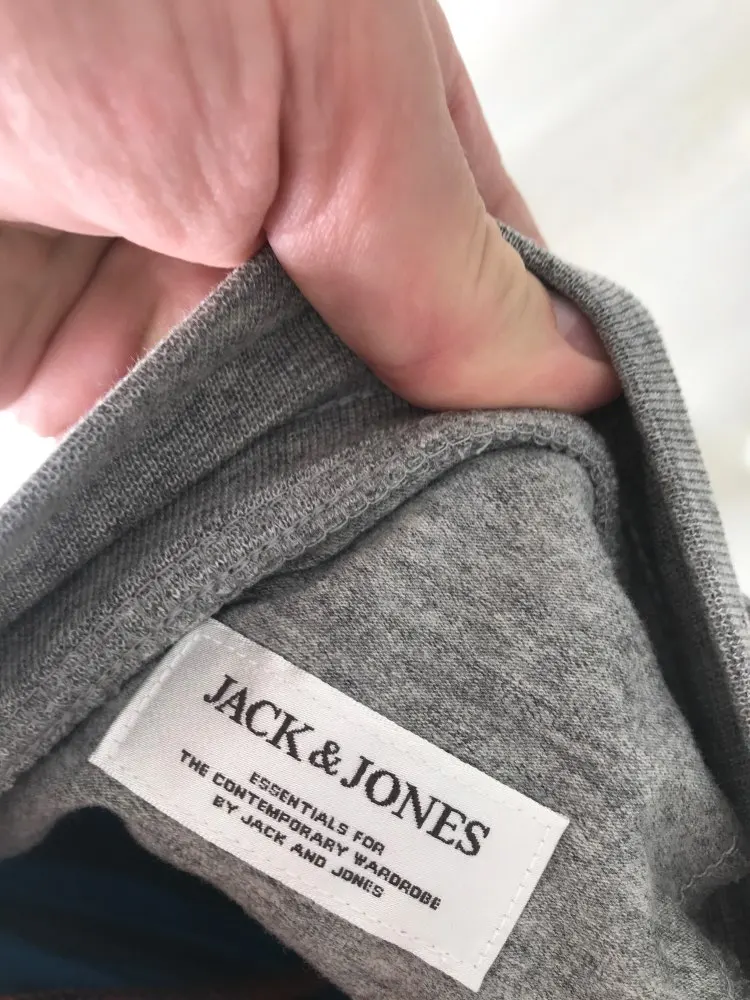 JACK & JONES
ESSENTIALS FOR
THE CONTEMPORARY WARDROBE
BY JACK AND JONES